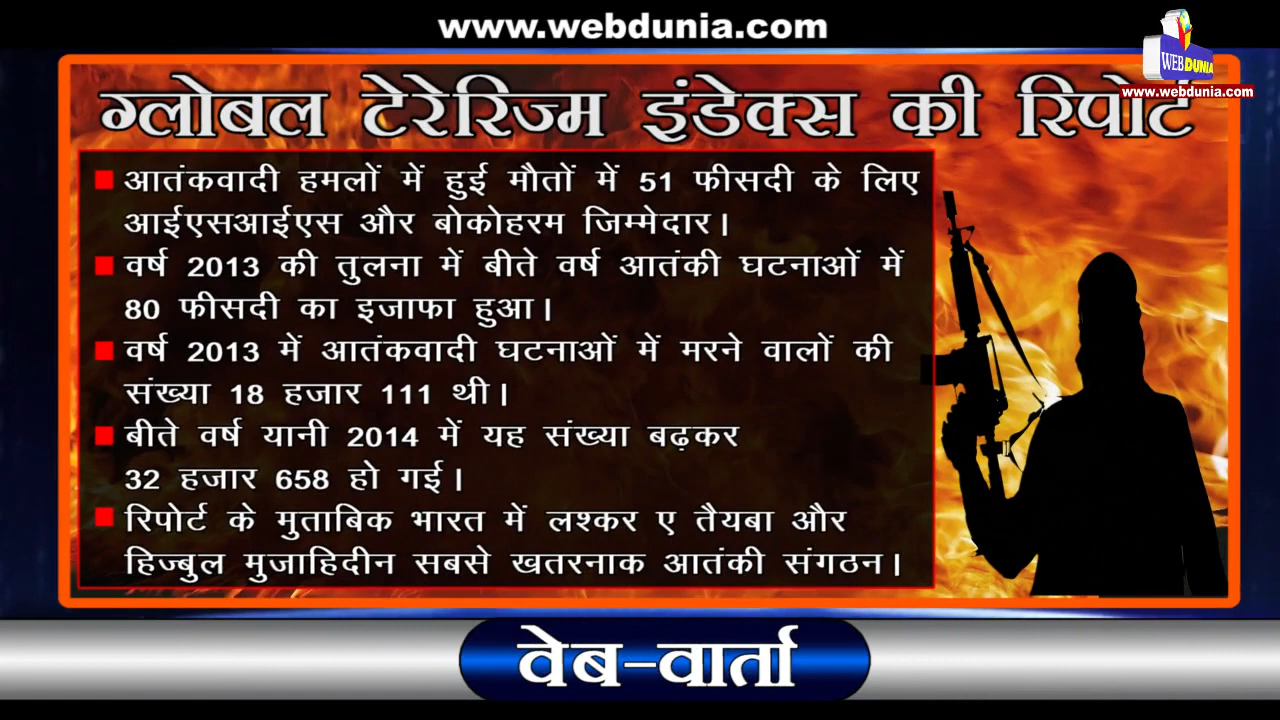 www.webdunia.com
WEBDUNIA
www.webdunia.com
ग्लोबल टेरेरिज्म इंडेक्स की रिपोर्ट
आतंकवादी हमलों में हुई मौतों में 51 फीसदी के लिए
आईएसआईएस और बोकोहरम जिम्मेदार।
वर्ष 2013 की तुलना में बीते वर्ष आतंकी घटनाओं में
80 फीसदी का इजाफा हुआ।
वर्ष 2013 में आतंकवादी घटनाओं में मरने वालों की
संख्या 18 हजार 111 थी।
बीते वर्ष यानी 2014 में यह संख्या बढ़कर
32 हजार 658 हो गई।
रिपोर्ट के मुताबिक भारत में लश्कर ए तैयबा और
हिज्बुल मुजाहिदीन सबसे खतरनाक आतंकी संगठन।
वेब-वार्ता